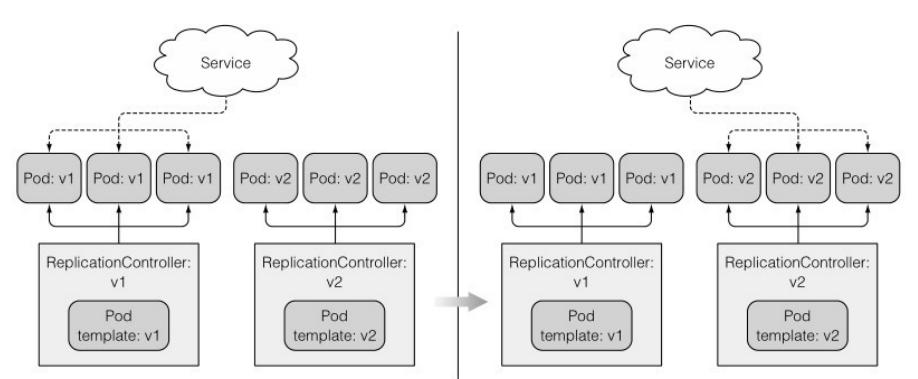 Service
Pod: v1 Pod: v1 Pod: v1 Pod: v2 Pod: v2 Pod: v2
ReplicationController:
v1
Pod
template: v1
ReplicationController:
v2
Pod
template: v2
Service
Pod: v1 Pod: v1 Pod: v1 Pod: v2 Pod: v2 Pod: v2
ReplicationController:
v1
Pod
template: v1
ReplicationController:
v2
Pod
template: v2